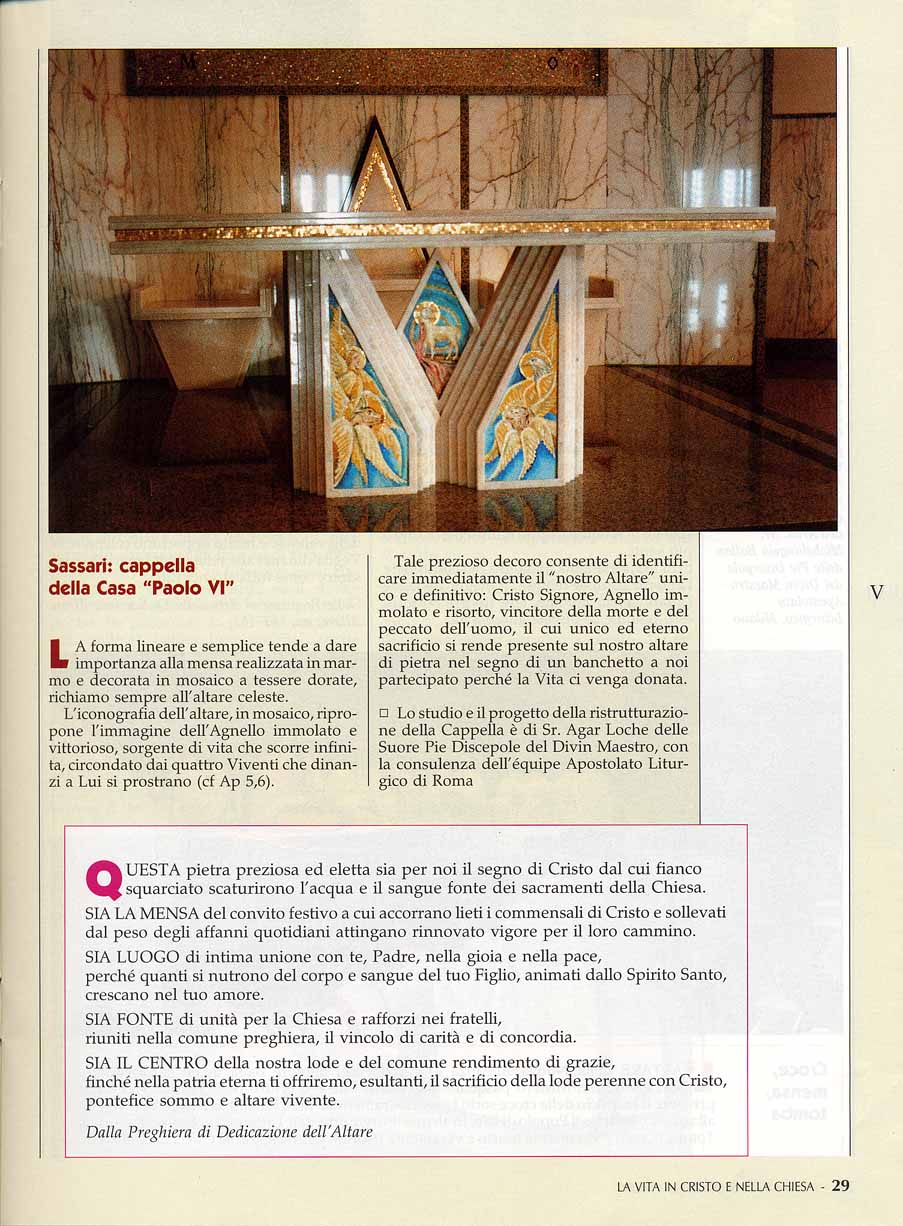 M
O
Sassari: cappella
della Casa "Paolo VI"
LA forma lineare e semplice tende a dare
importanza alla mensa realizzata in mar-
mo e decorata in mosaico a tessere dorate,
richiamo sempre all'altare celeste.
L'iconografia dell'altare, in mosaico, ripro-
pone l'immagine dell'Agnello immolato e
vittorioso, sorgente di vita che scorre infini-
ta, circondato dai quattro Viventi che dinan-
zi a Lui si prostrano (cf Ap 5,6).
Tale prezioso decoro consente di identifi-
care immediatamente il "nostro Altare" uni-
co e definitivo: Cristo Signore, Agnello im-
molato e risorto, vincitore della morte e del
peccato dell'uomo, il cui unico ed eterno
sacrificio si rende presente sul nostro altare
di pietra nel segno di un banchetto a noi
partecipato perché la Vita ci venga donata.
□ Lo studio e il progetto della ristrutturazio-
ne della Cappella è di Sr. Agar Loche delle
Suore Pie Discepole del Divin Maestro, con
la consulenza dell'équipe Apostolato Litur-
gico di Roma
V
QUESTA pietra preziosa ed eletta sia per noi il segno di Cristo dal cui fianco
squarciato scaturirono l'acqua e il sangue fonte dei sacramenti della Chiesa.
SIA LA MENSA del convito festivo a cui accorrano lieti i commensali di Cristo e sollevati
dal peso degli affanni quotidiani attingano rinnovato vigore per il loro cammino.
SIA LUOGO di intima unione con te, Padre, nella gioia e nella pace,
perché quanti si nutrono del corpo e sangue del tuo Figlio, animati dallo Spirito Santo,
crescano nel tuo amore.
SIA FONTE di unità per la Chiesa e rafforzi nei fratelli,
riuniti nella comune preghiera, il vincolo di carità e di concordia.
SIA IL CENTRO della nostra lode e del comune rendimento di grazie,
finché nella patria eterna ti offriremo, esultanti, il sacrificio della lode perenne con Cristo,
pontefice sommo e altare vivente.
Dalla Preghiera di Dedicazione dell'Altare
LA VITA IN CRISTO E NELLA CHIESA - 29